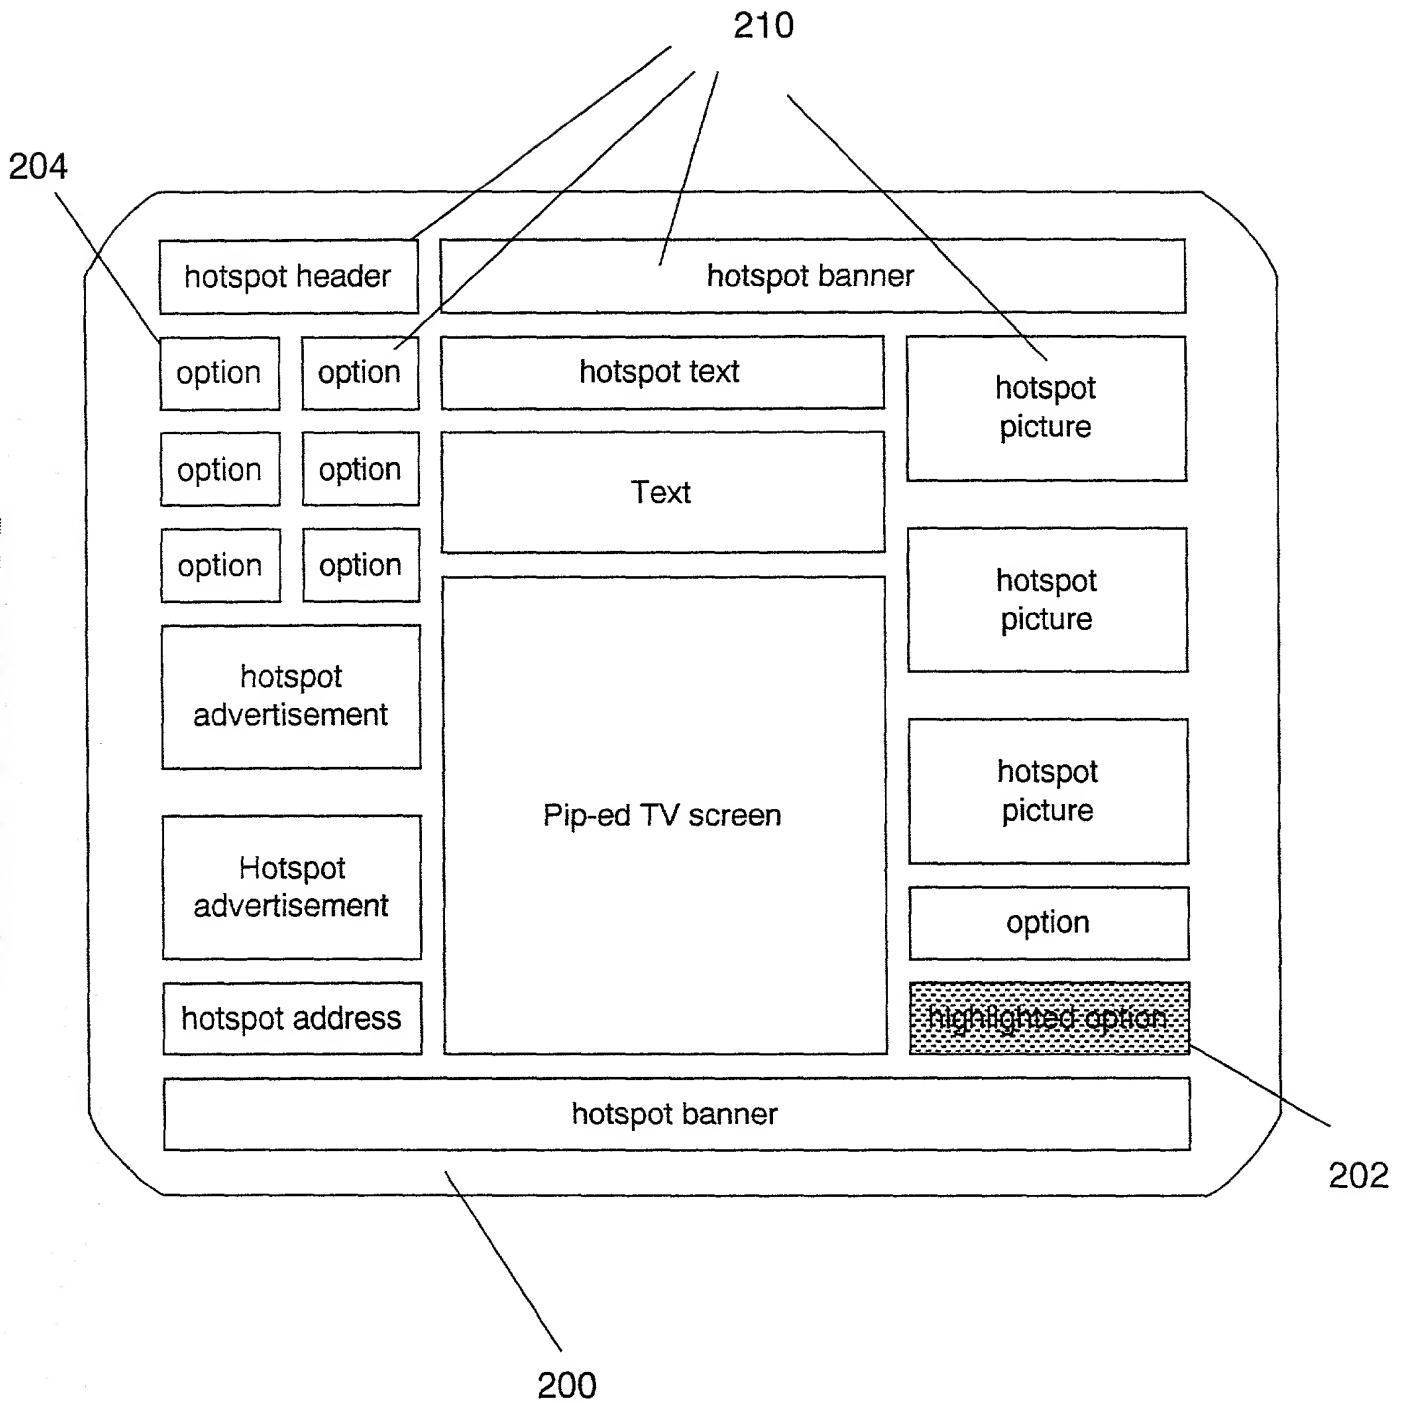 210
204
hotspot header
hotspot banner
option
option
hotspot text
hotspot
picture
option
option
Text
option
option
hotspot
picture
hotspot
advertisement
hotspot
picture
Pip-ed TV screen
Hotspot
advertisement
option
hotspot address
highlighted option
hotspot banner
202
200